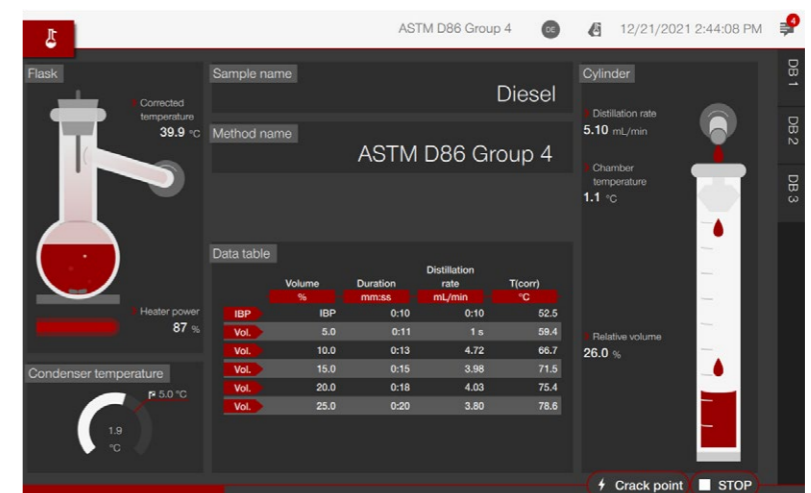 ASTM D86 Group 4 DE 12/21/2021 2:44:08 PM 4
Flask
Corrected
temperature
39.9 °C
Heater power
87 %
Condenser temperature
5.0 °C
1.9
°C
Sample name
Diesel
Method name
ASTM D86 Group 4
Data table
Volume Duration Distillation rate T(corr)
% mm:ss mL/min °C
IBP IBP 0:10 0:10 52.5
Vol. 5.0 0:11 1 s 59.4
Vol. 10.0 0:13 4.72 66.7
Vol. 15.0 0:15 3.98 71.5
Vol. 20.0 0:18 4.03 75.4
Vol. 25.0 0:20 3.80 78.6
Cylinder
Distillation rate
5.10 mL/min
Chamber
temperature
1.1 °C
Relative volume
26.0 %
DB 1
DB 2
DB 3
Crack point STOP